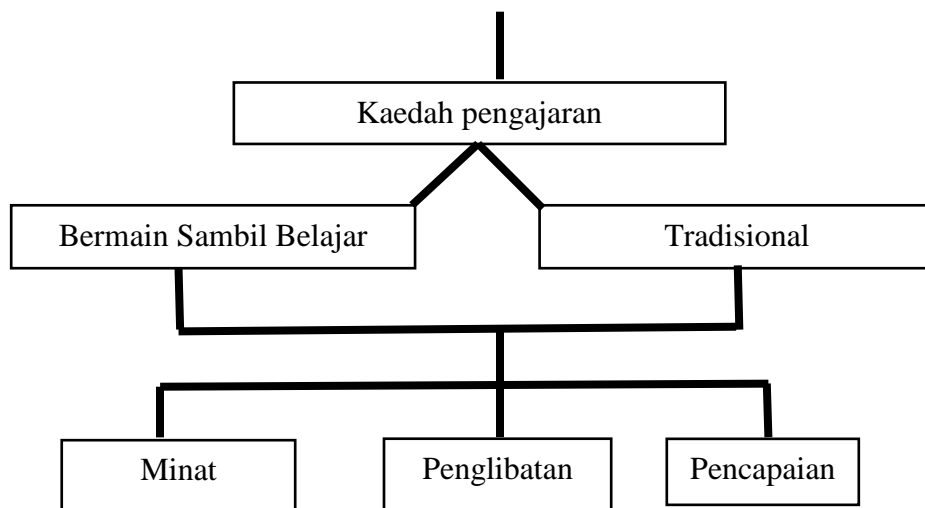 Kaedah pengajaran
Bermain Sambil Belajar
Tradisional
Minat
Penglibatan
Pencapaian